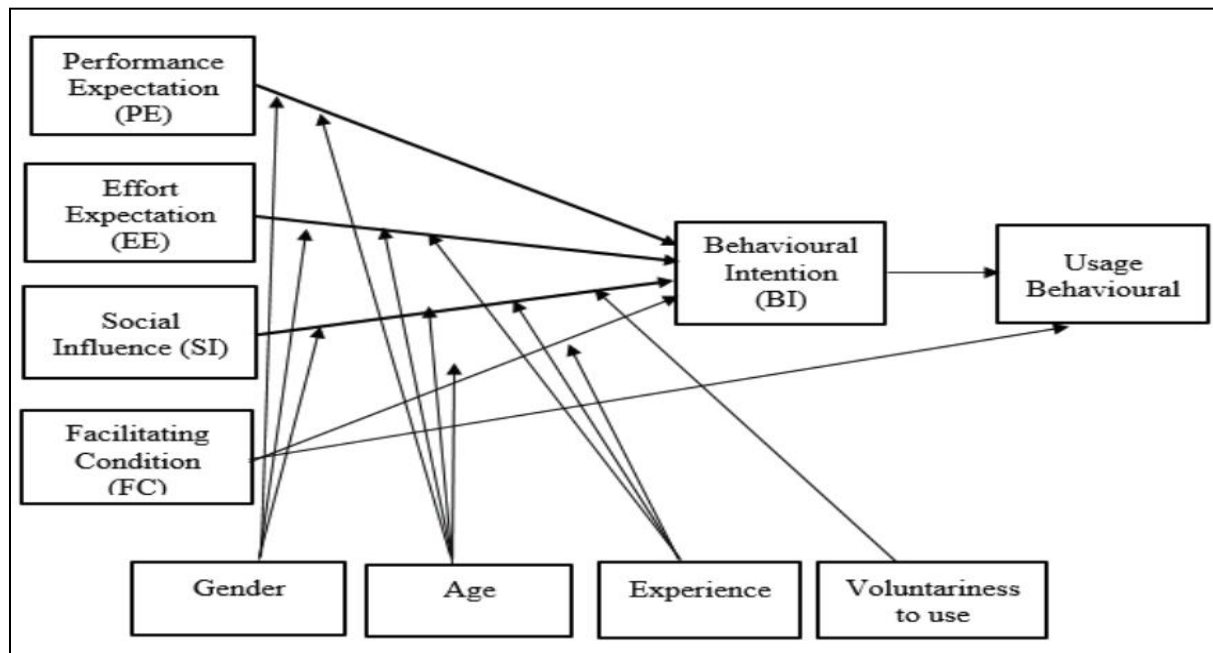 Performance
Expectation
(PE)
Effort
Expectation
(EE)
Social
Influence (SI)
Facilitating
Condition
(FC)
Behavioural
Intention
(BI)
Usage
Behavioural
Gender
Age
Experience
Voluntariness
to use